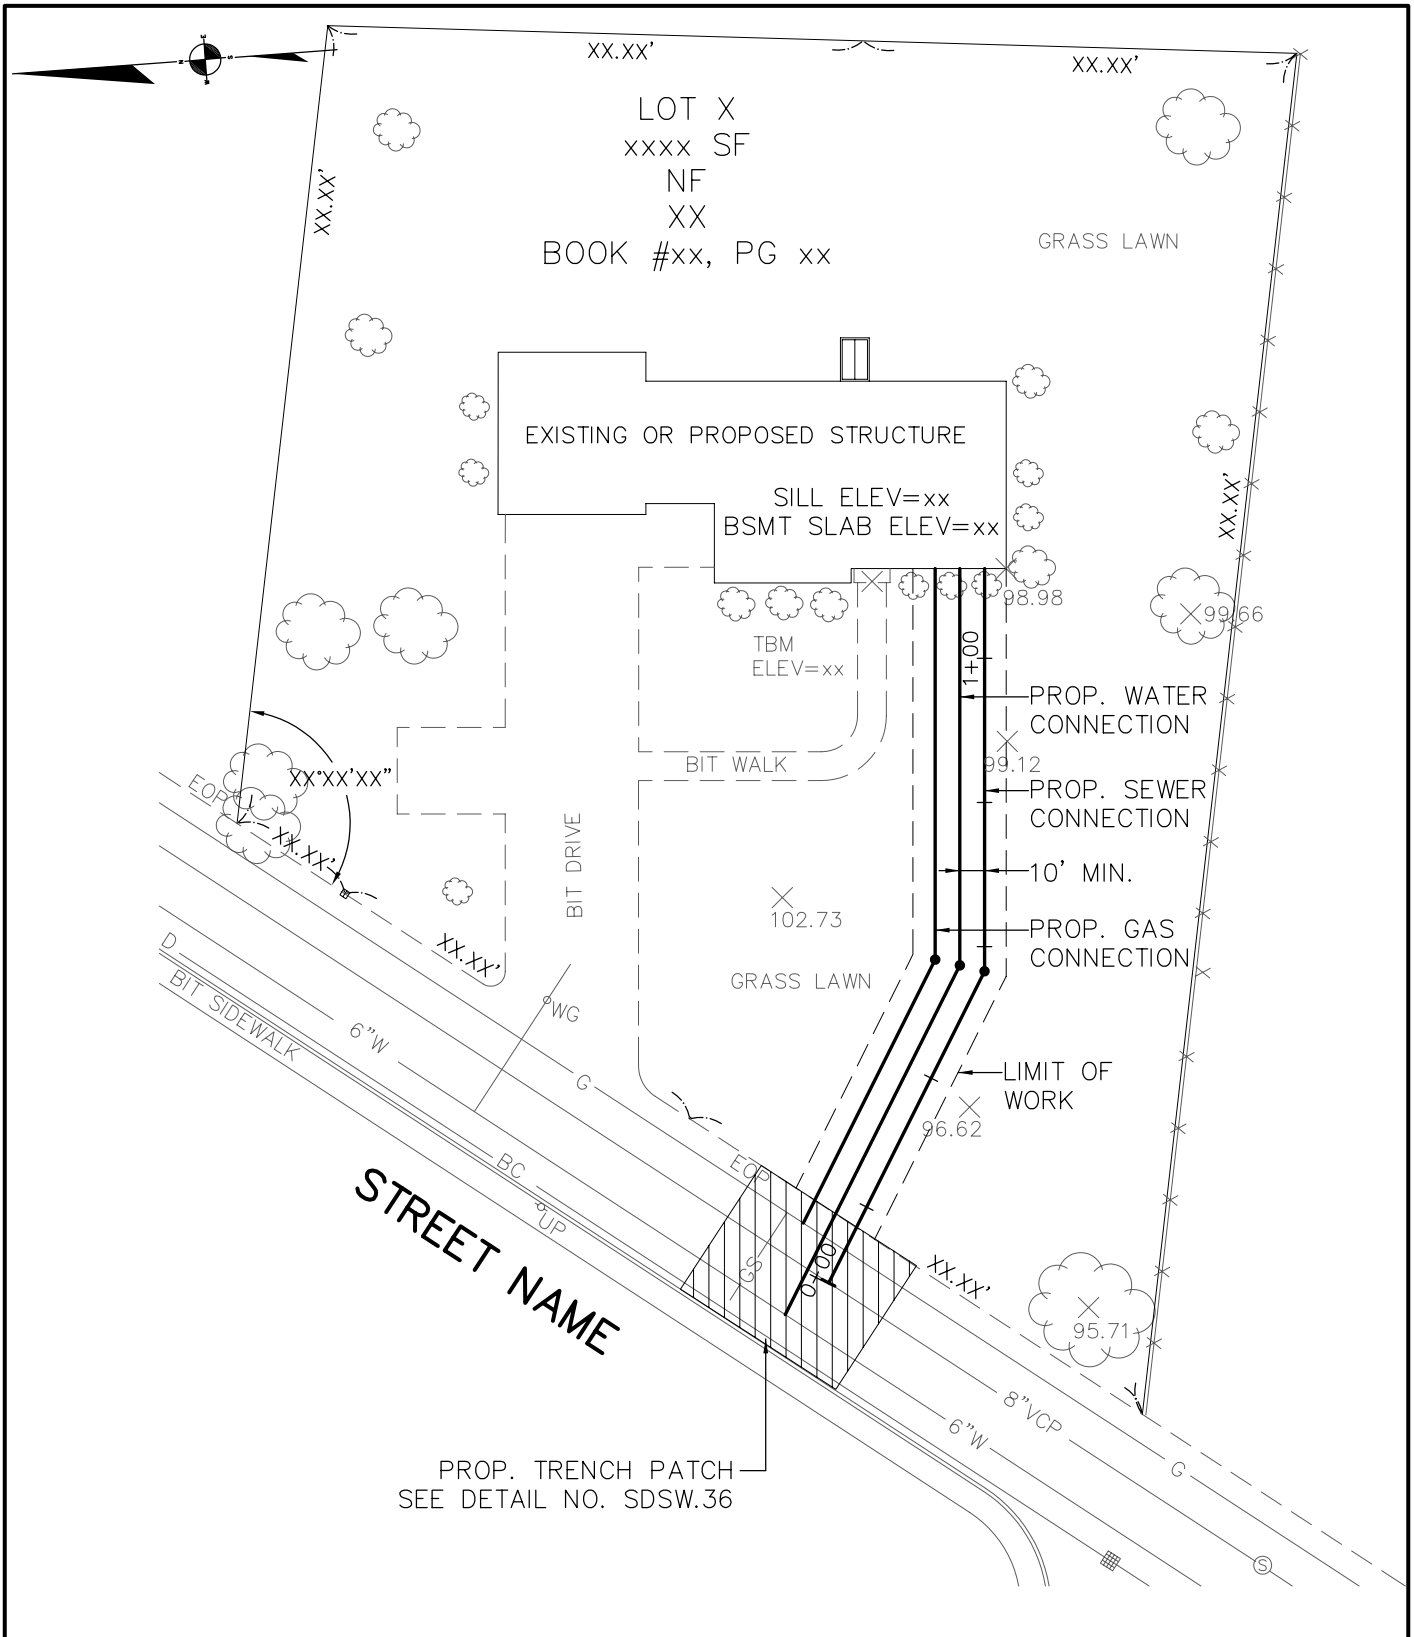 E
N
S
W
XX.XX'
XX.XX'
LOT X
xxxx SF
NF
XX
BOOK #xx, PG xx
XX.XX'
GRASS LAWN
EXISTING OR PROPOSED STRUCTURE
SILL ELEV=xx
BSMT SLAB ELEV=xx
XX.XX'
98.98
99.66
TBM
ELEV=xx
1+00
PROP. WATER
CONNECTION
BIT WALK
99.12
XX°XX'XX"
EOP
PROP. SEWER
CONNECTION
XX.XX'
BIT DRIVE
10' MIN.
102.73
PROP. GAS
CONNECTION
XX.XX'
D
GRASS LAWN
BIT SIDEWALK
WG
6"W
G
LIMIT OF
WORK
96.62
BC
EOP
STREET NAME
UP
GS
0+00
XX.XX'
95.71
8"VCP
6"W
G
PROP. TRENCH PATCH
SEE DETAIL NO. SDSW.36
S